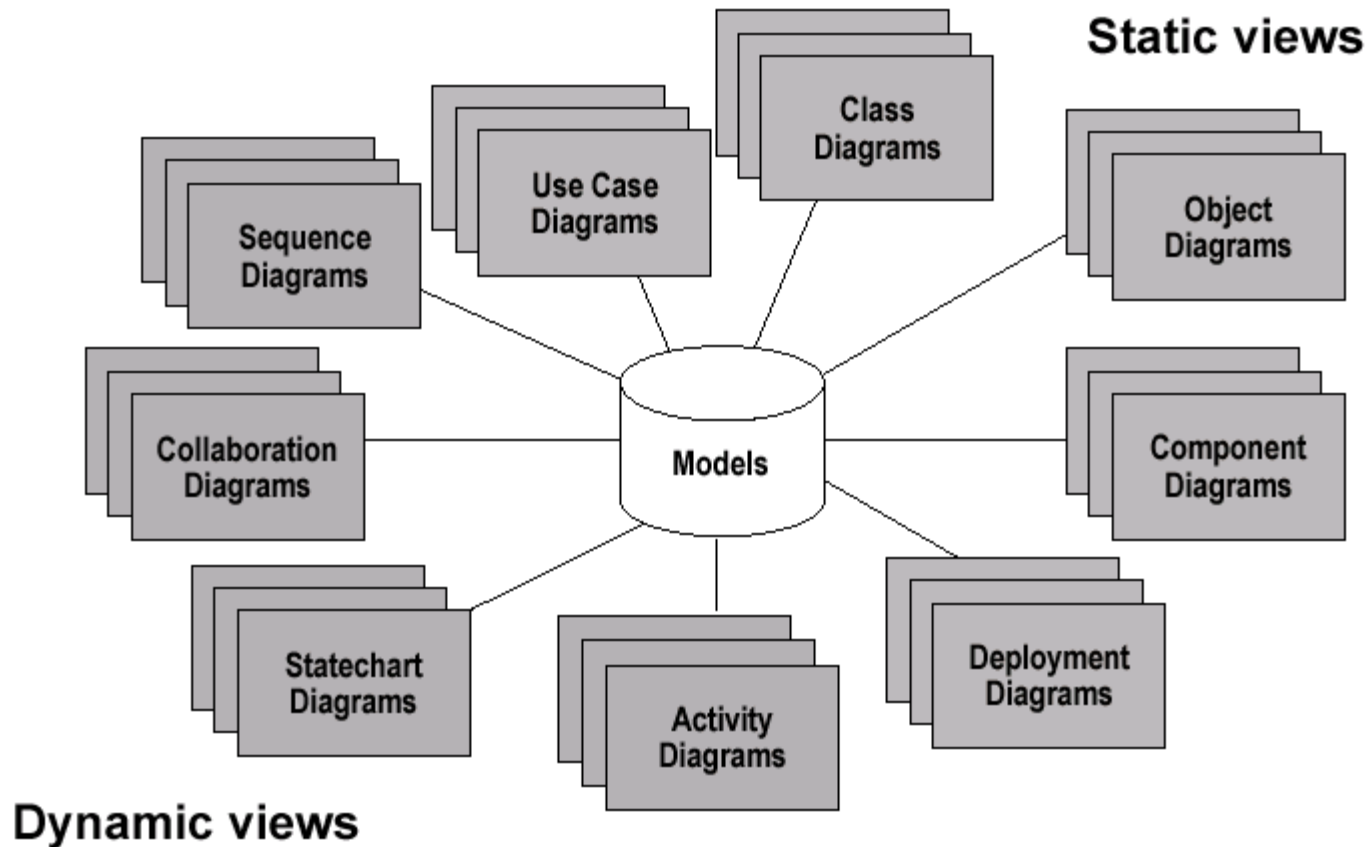 Static views
Class
Diagrams
Use Case
Diagrams
Object
Diagrams
Sequence
Diagrams
Collaboration
Diagrams
Models
Component
Diagrams
Statechart
Diagrams
Deployment
Diagrams
Activity
Diagrams
Dynamic views